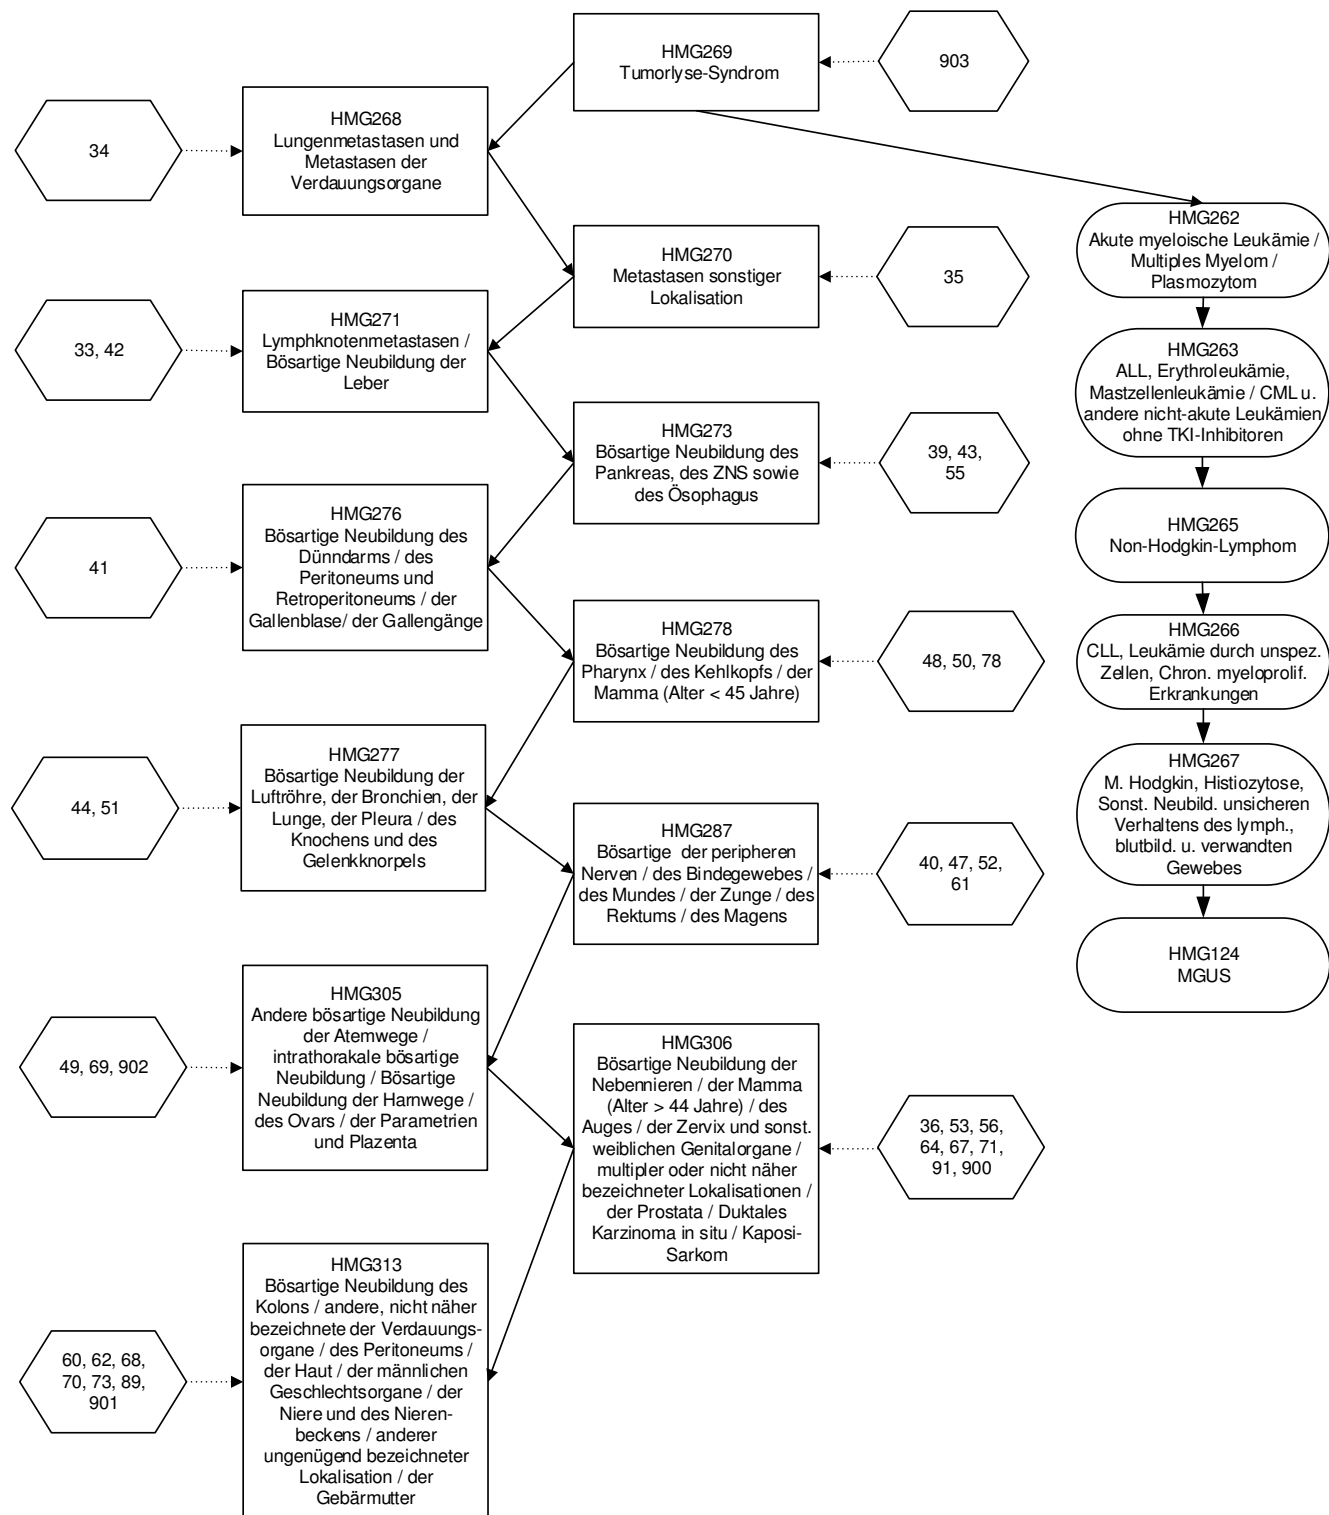 HMG269
Tumorlyse-Syndrom
903
HMG268
Lungenmetastasen und
Metastasen der
Verdauungsorgane
34
HMG262
Akute myeloische Leukämie /
Multiples Myelom /
Plasmozytom
HMG270
Metastasen sonstiger
Lokalisation
35
HMG271
Lymphknotenmetastasen /
Bösartige Neubildung der
Leber
33, 42
HMG263
ALL, Erythroleukämie,
Mastzellenleukämie / CML u.
andere nicht-akute Leukämien
ohne TKI-Inhibitoren
HMG273
Bösartige Neubildung des
Pankreas, des ZNS sowie
des Ösophagus
39, 43,
55
HMG276
Bösartige Neubildung des
Dünndarms / des
Peritoneums und
Retroperitoneums / der
Gallenblase/ der Gallengänge
41
HMG265
Non-Hodgkin-Lymphom
HMG278
Bösartige Neubildung des
Pharynx / des Kehlkopfs / der
Mamma (Alter < 45 Jahre)
48, 50, 78
HMG266
CLL, Leukämie durch unspez.
Zellen, Chron. myeloprolif.
Erkrankungen
HMG277
Bösartige Neubildung der
Luftröhre, der Bronchien, der
Lunge, der Pleura / des
Knochens und des
Gelenkknorpels
44, 51
HMG267
M. Hodgkin, Histiozytose,
Sonst. Neubild. unsicheren
Verhaltens des lymph.,
blutbild. u. verwandten
Gewebes
HMG287
Bösartige der peripheren
Nerven / des Bindegewebes /
des Mundes / der Zunge / des
Rektums / des Magens
40, 47, 52,
61
HMG124
MGUS
HMG305
Andere bösartige Neubildung
der Atemwege /
intrathorakale bösartige
Neubildung / Bösartige
Neubildung der Harnwege /
des Ovars / der Parametrien
und Plazenta
49, 69, 902
HMG306
Bösartige Neubildung der
Nebennieren / der Mamma
(Alter > 44 Jahre) / des
Auges / der Zervix und sonst.
weiblichen Genitalorgane /
multipler oder nicht näher
bezeichneter Lokalisationen /
der Prostata / Duktales
Karzinoma in situ / Kaposi-
Sarkom
36, 53, 56,
64, 67, 71,
91, 900
HMG313
Bösartige Neubildung des
Kolons / andere, nicht näher
bezeichnete der Verdauungs-
organe / des Peritoneums /
der Haut / der männlichen
Geschlechtsorgane / der
Niere und des Nieren-
beckens / anderer
ungenügend bezeichneter
Lokalisation / der
Gebärmutter
60, 62, 68,
70, 73, 89,
901